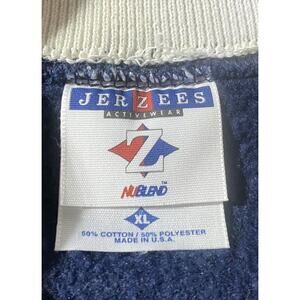 JERZEES
ACTIVEWEAR
Z
NUBLEND
XL
50% COTTON / 50% POLYESTER
MADE IN U.S.A.